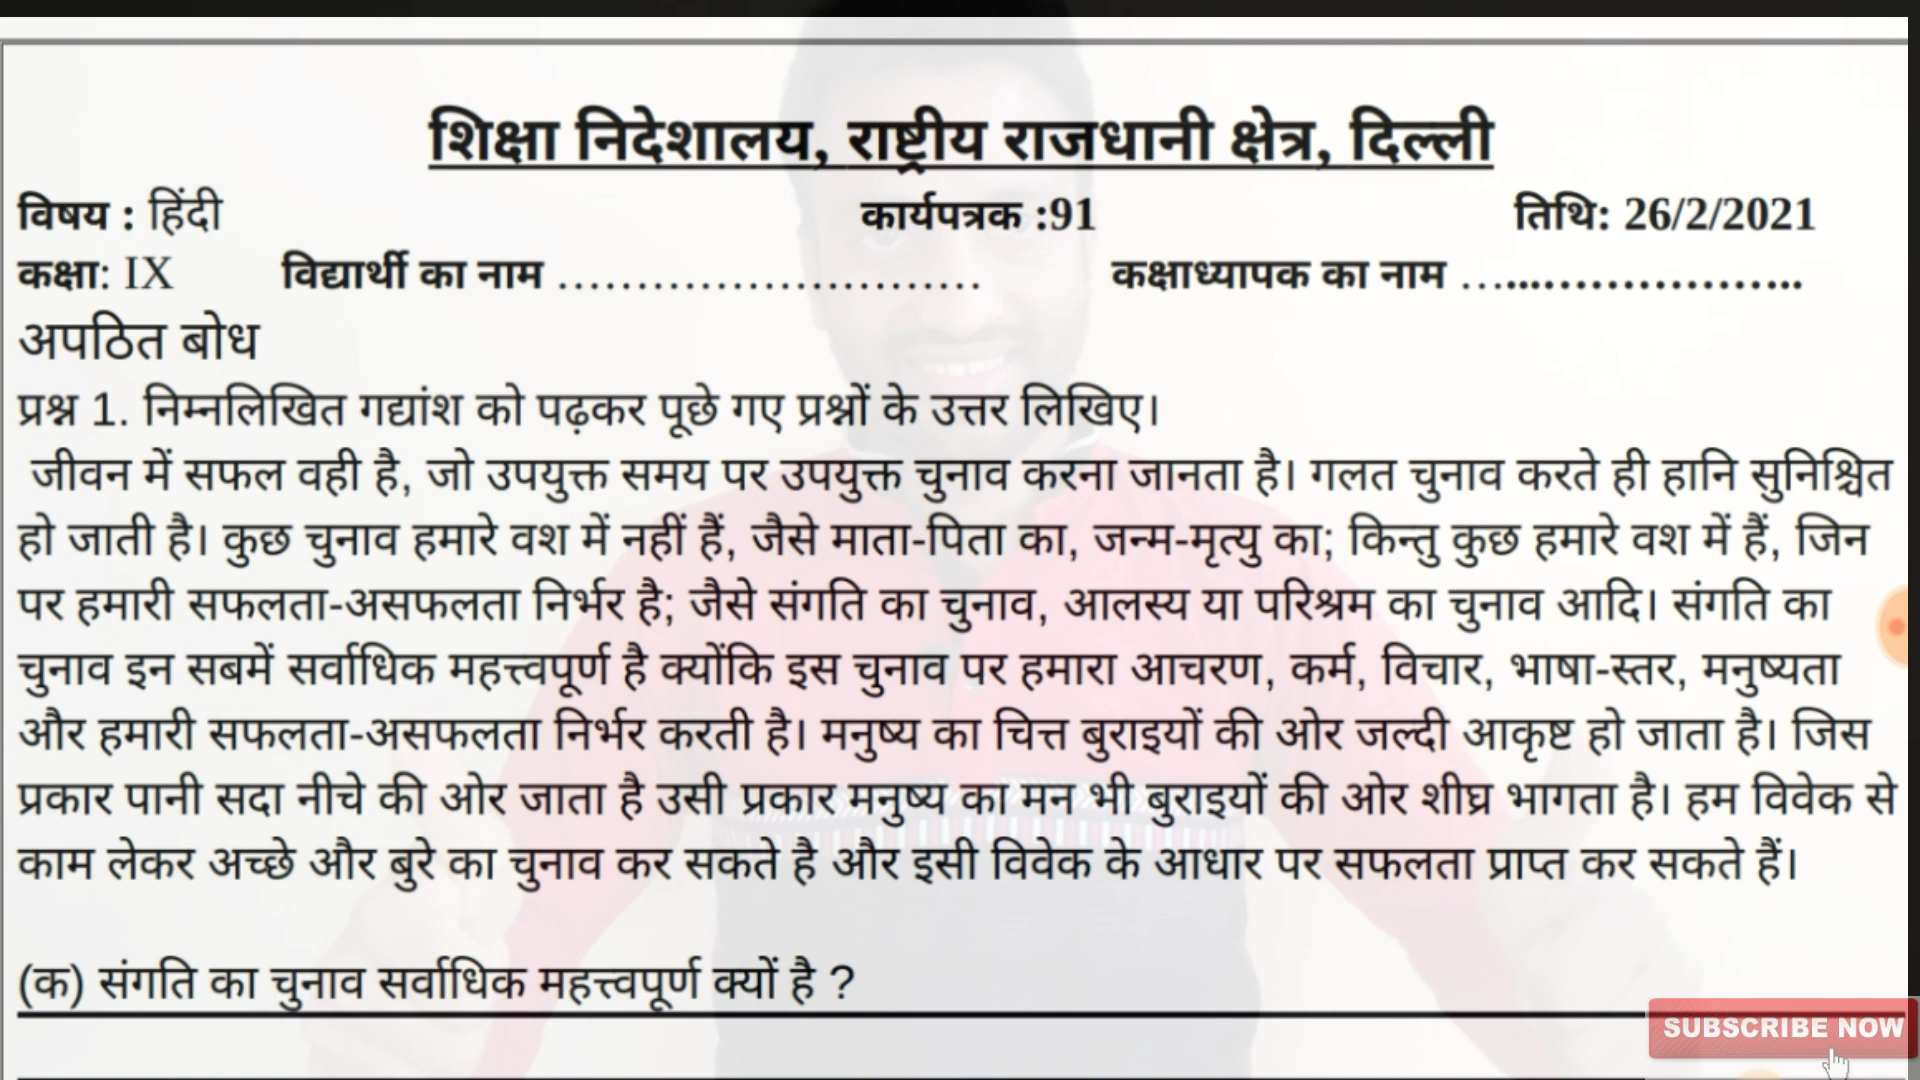 शिक्षा निदेशालय, राष्ट्रीय राजधानी क्षेत्र, दिल्ली
विषय : हिंदी कार्यपत्रक :91 तिथि: 26/2/2021
कक्षा: IX विद्यार्थी का नाम ……………………… कक्षाध्यापक का नाम …...……………..
अपठित बोध
प्रश्न 1. निम्नलिखित गद्यांश को पढ़कर पूछे गए प्रश्नों के उत्तर लिखिए।
जीवन में सफल वही है, जो उपयुक्त समय पर उपयुक्त चुनाव करना जानता है। गलत चुनाव करते ही हानि सुनिश्चित
हो जाती है। कुछ चुनाव हमारे वश में नहीं हैं, जैसे माता-पिता का, जन्म-मृत्यु का; किन्तु कुछ हमारे वश में हैं, जिन
पर हमारी सफलता-असफलता निर्भर है; जैसे संगति का चुनाव, आलस्य या परिश्रम का चुनाव आदि। संगति का
चुनाव इन सबमें सर्वाधिक महत्त्वपूर्ण है क्योंकि इस चुनाव पर हमारा आचरण, कर्म, विचार, भाषा-स्तर, मनुष्यता
और हमारी सफलता-असफलता निर्भर करती है। मनुष्य का चित्त बुराइयों की ओर जल्दी आकृष्ट हो जाता है। जिस
प्रकार पानी सदा नीचे की ओर जाता है उसी प्रकार मनुष्य का मन भी बुराइयों की ओर शीघ्र भागता है। हम विवेक से
काम लेकर अच्छे और बुरे का चुनाव कर सकते है और इसी विवेक के आधार पर सफलता प्राप्त कर सकते हैं।
(क) संगति का चुनाव सर्वाधिक महत्त्वपूर्ण क्यों है ?
SUBSCRIBE NOW